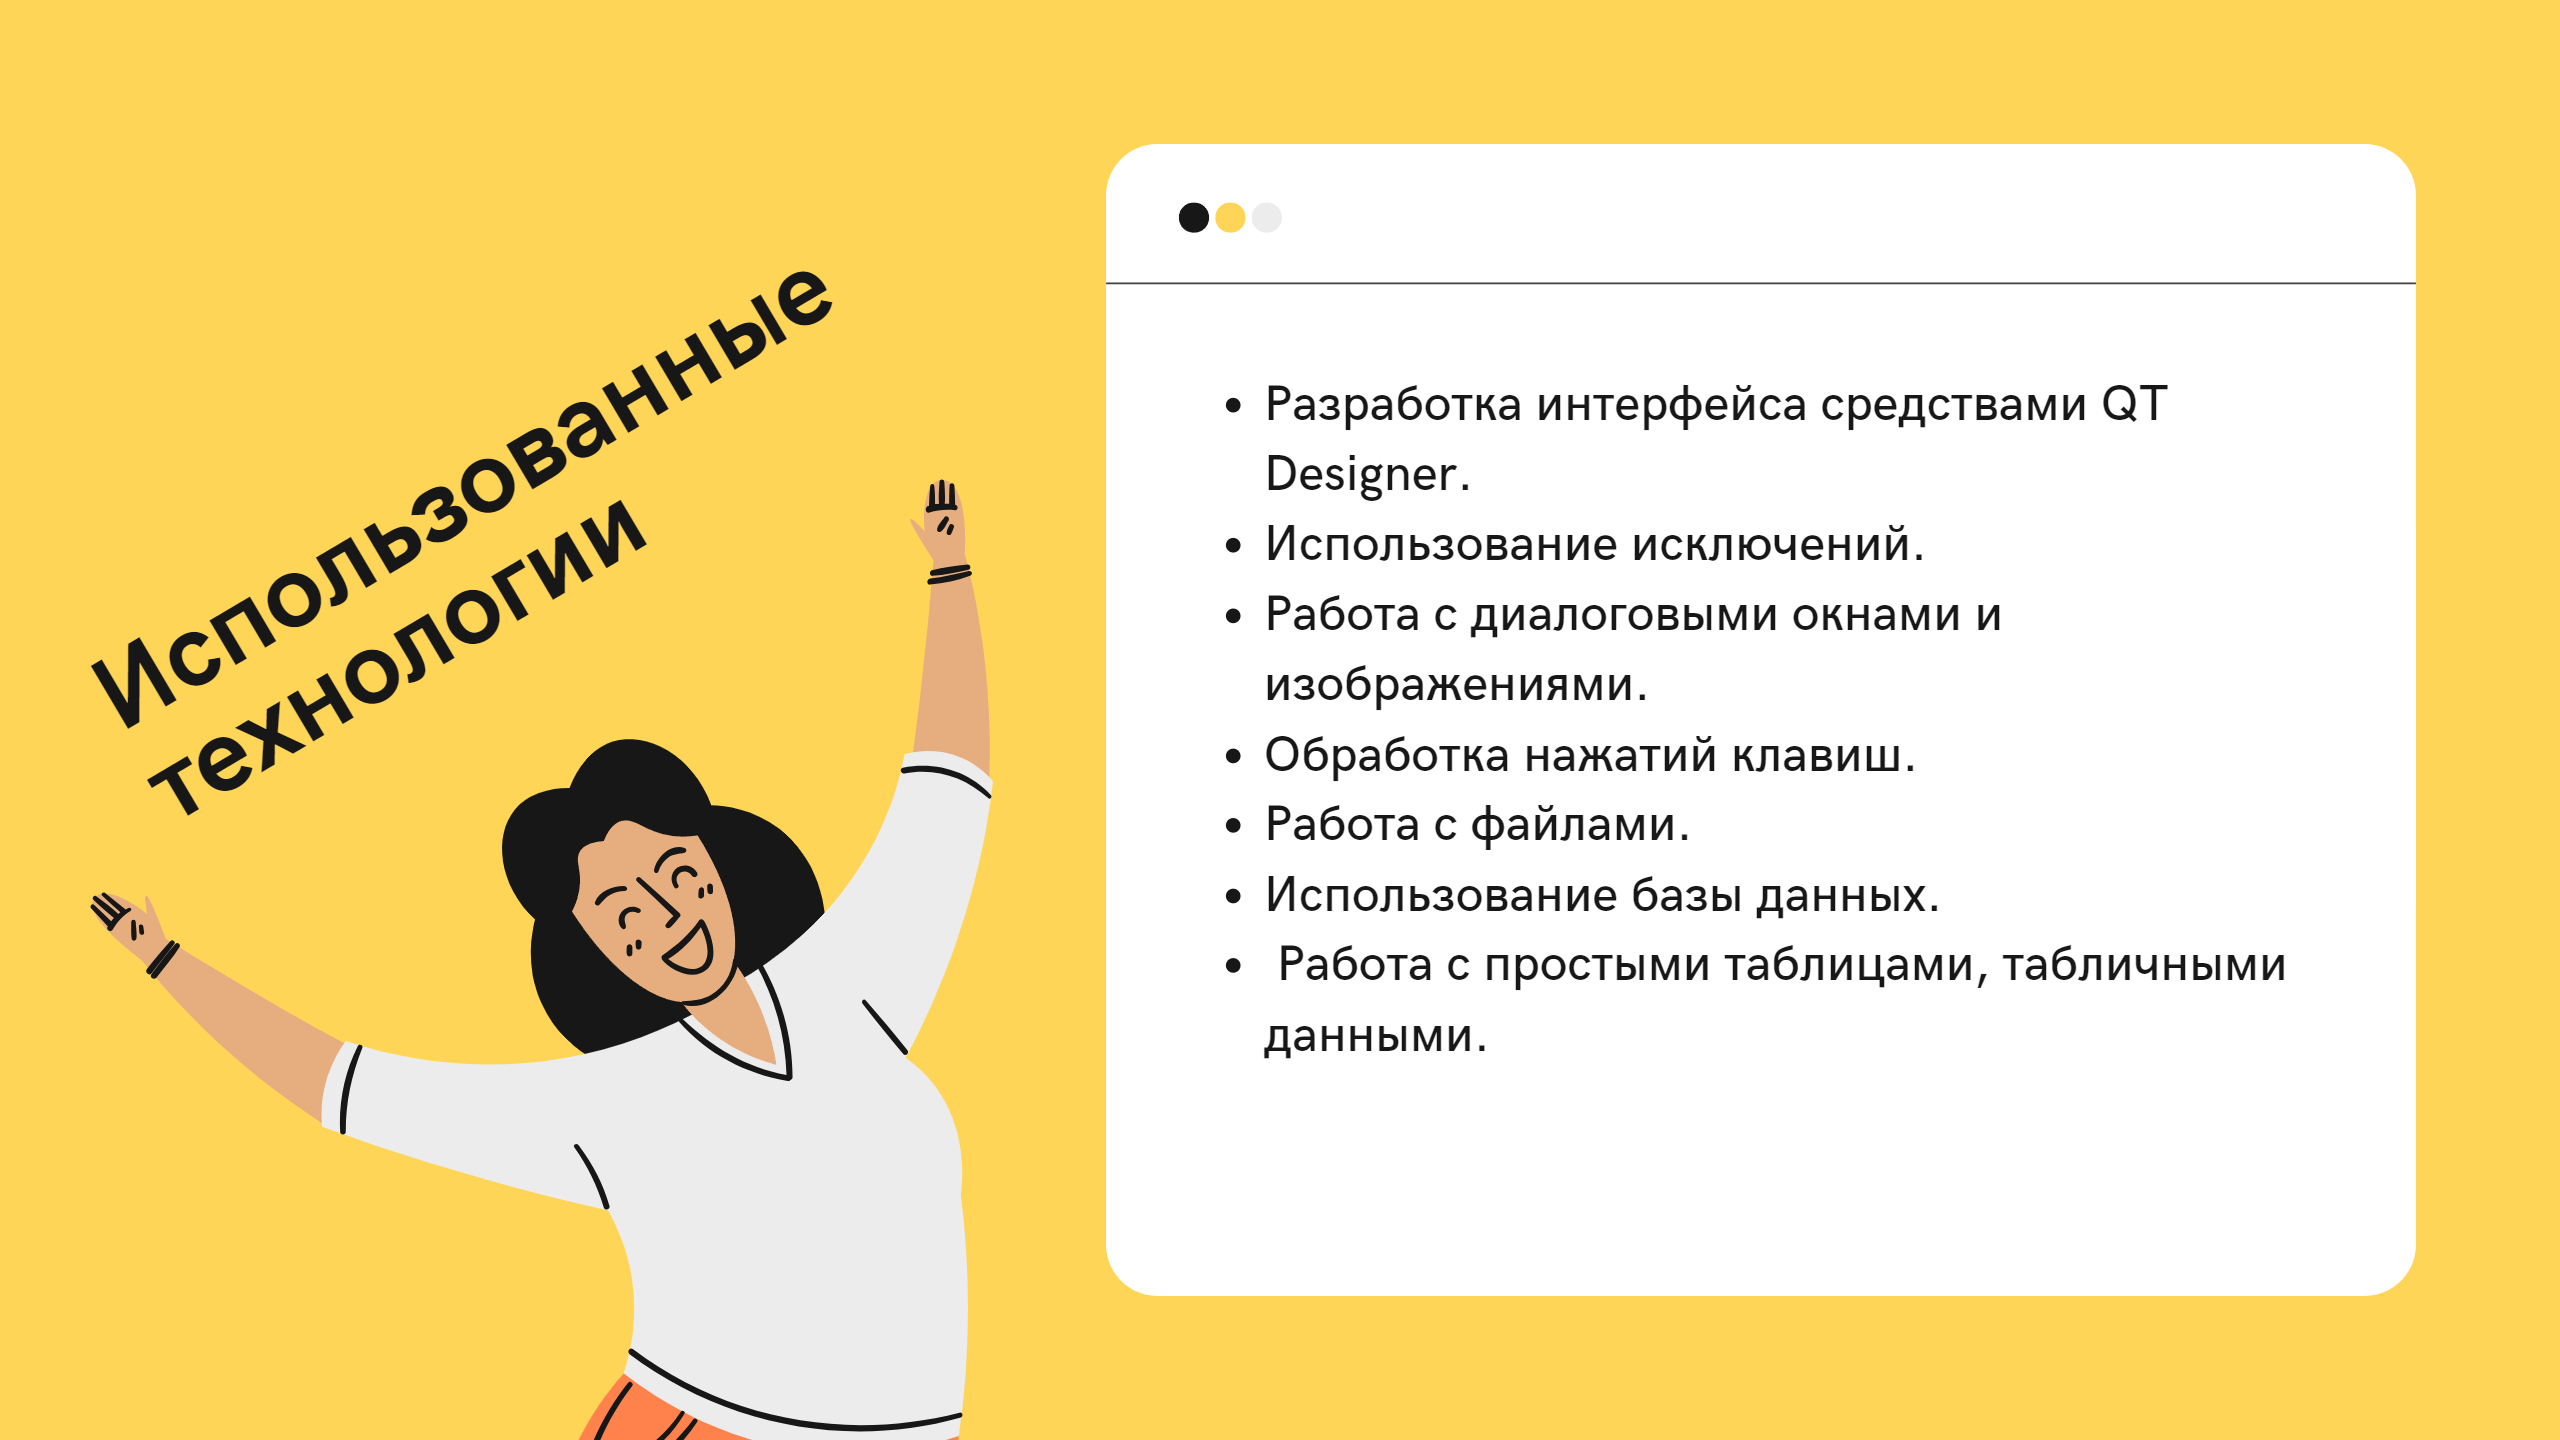 Использованные
технологии
• Разработка интерфейса средствами QT
Designer.
• Использование исключений.
• Работа с диалоговыми окнами и
изображениями.
• Обработка нажатий клавиш.
• Работа с файлами.
• Использование базы данных.
• Работа с простыми таблицами, табличными
данными.